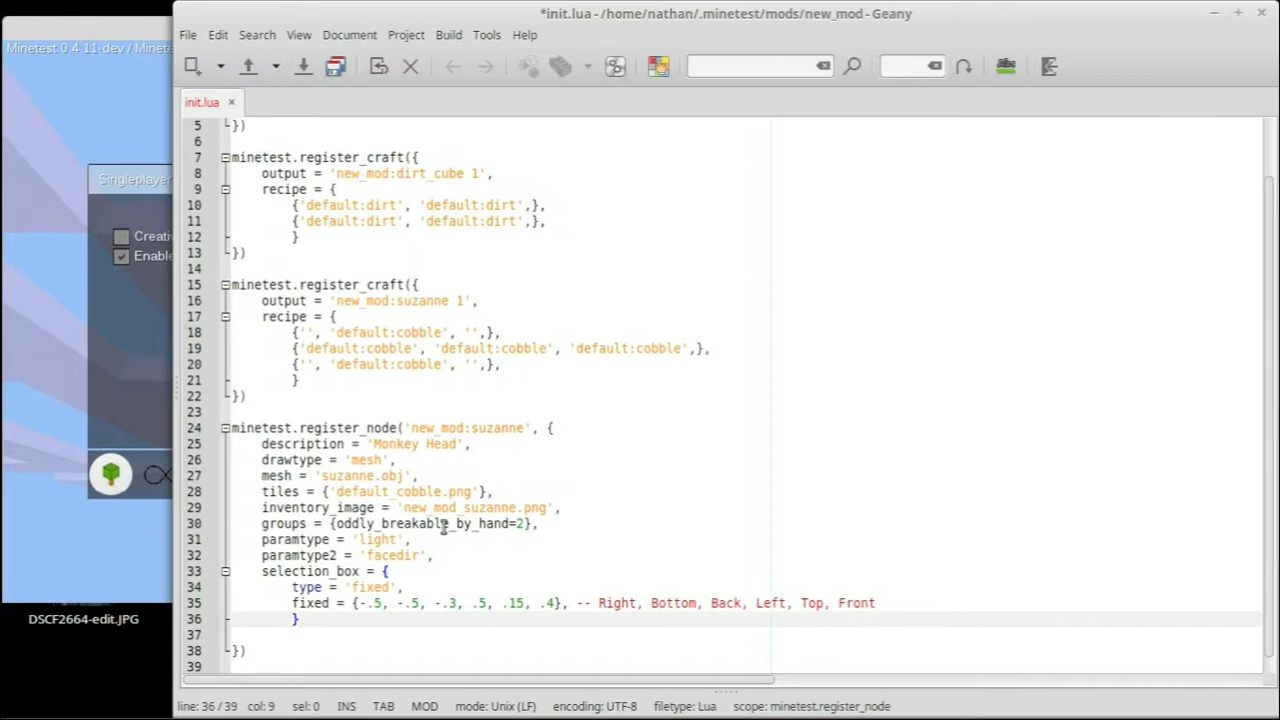 *init.lua - /home/nathan/.minetest/mods/new_mod - Geany
File Edit Search View Document Project Build Tools Help
Minetest 0.4 11-dev / Minete
init.lua
5 })
6
7 minetest.register_craft({
8 output = 'new_mod:dirt_cube 1',
9 recipe = {
10 {'default:dirt', 'default:dirt',},
11 {'default:dirt', 'default:dirt',},
12 }
13 })
14
15 minetest.register_craft({
16 output = 'new_mod:suzanne 1',
17 recipe = {
18 {'', 'default:cobble', '',},
19 {'default:cobble', 'default:cobble', 'default:cobble',},
20 {'', 'default:cobble', '',},
21 }
22 })
23
24 minetest.register_node('new_mod:suzanne', {
25 description = 'Monkey Head',
26 drawtype = 'mesh',
27 mesh = 'suzanne.obj',
28 tiles = {'default_cobble.png'},
29 inventory_image = 'new_mod_suzanne.png',
30 groups = {oddly_breakable_by_hand=2},
31 paramtype = 'light',
32 paramtype2 = 'facedir',
33 selection_box = {
34 type = 'fixed',
35 fixed = {-.5, -.5, -.3, .5, .15, .4}, -- Right, Bottom, Back, Left, Top, Front
36 }
37
38 })
39
Singleplayer
Creati
Enable
DSCF2664-edit.JPG
line: 36 / 39 col: 9 sel: 0 INS TAB MOD mode: Unix (LF) encoding: UTF-8 filetype: Lua scope: minetest.register_node